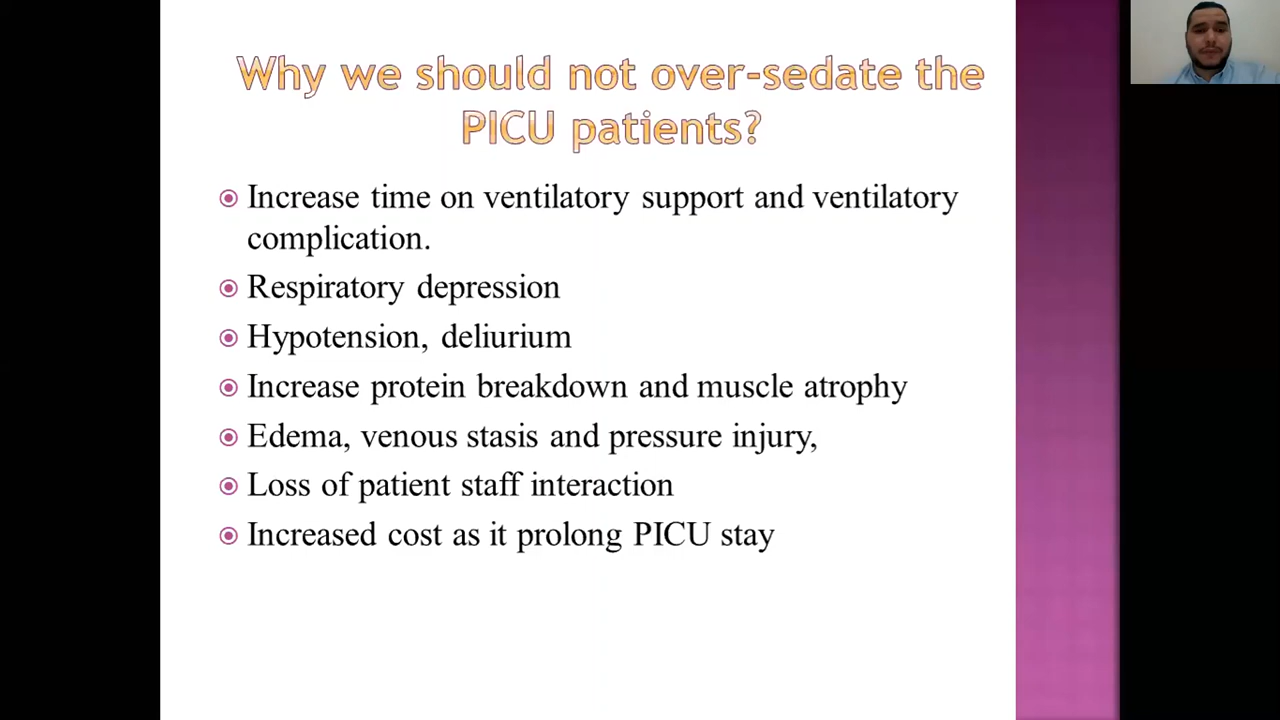 Why we should not over-sedate the
PICU patients?
Increase time on ventilatory support and ventilatory
complication.
Respiratory depression
Hypotension, deliurium
Increase protein breakdown and muscle atrophy
Edema, venous stasis and pressure injury,
Loss of patient staff interaction
Increased cost as it prolong PICU stay